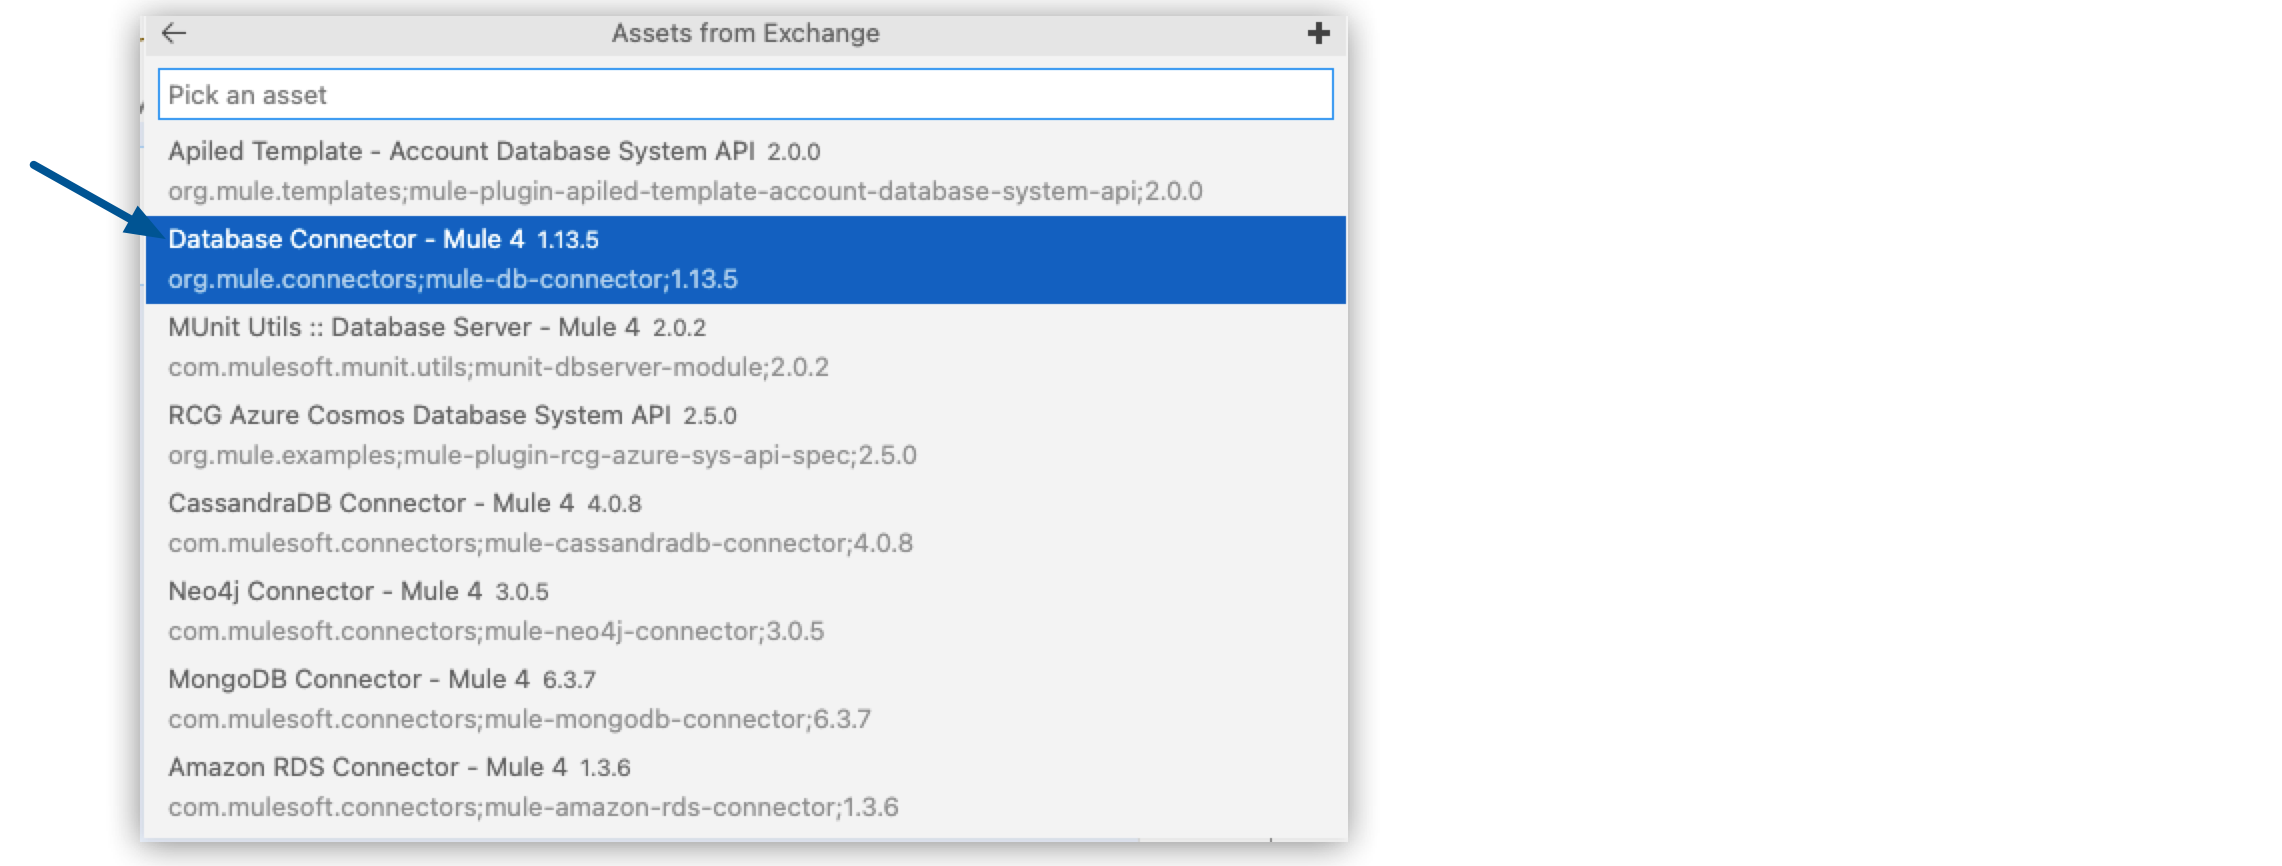 Assets from Exchange
Pick an asset
Apiled Template - Account Database System API 2.0.0
org.mule.templates;mule-plugin-apiled-template-account-database-system-api;2.0.0
Database Connector - Mule 4 1.13.5
org.mule.connectors;mule-db-connector;1.13.5
MUnit Utils :: Database Server - Mule 4 2.0.2
com.mulesoft.munit.utils;munit-dbserver-module;2.0.2
RCG Azure Cosmos Database System API 2.5.0
org.mule.examples;mule-plugin-rcg-azure-sys-api-spec;2.5.0
CassandraDB Connector - Mule 4 4.0.8
com.mulesoft.connectors;mule-cassandradb-connector;4.0.8
Neo4j Connector - Mule 4 3.0.5
com.mulesoft.connectors;mule-neo4j-connector;3.0.5
MongoDB Connector - Mule 4 6.3.7
com.mulesoft.connectors;mule-mongodb-connector;6.3.7
Amazon RDS Connector - Mule 4 1.3.6
com.mulesoft.connectors;mule-amazon-rds-connector;1.3.6